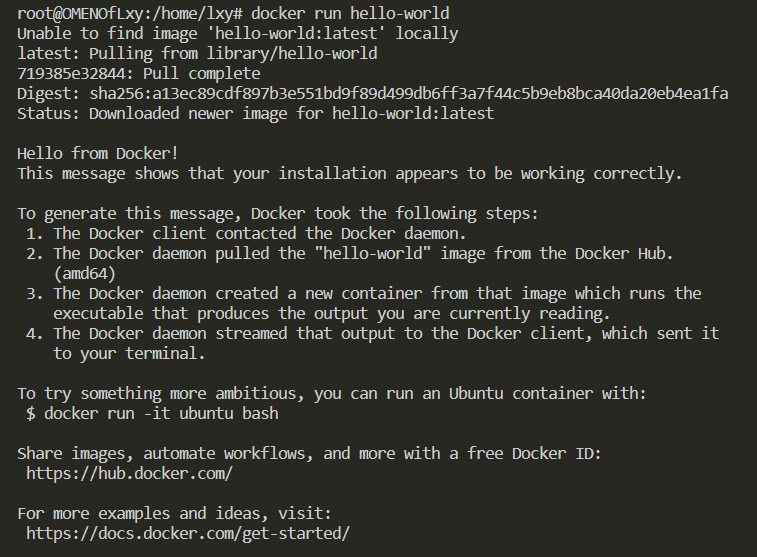 root@OMENOfLxy:/home/lxy# docker run hello-world
Unable to find image 'hello-world:latest' locally
latest: Pulling from library/hello-world
719385e32844: Pull complete
Digest: sha256:a13ec89cdf897b3e551bd9f89d499db6ff3a7f44c5b9eb8bca40da20eb4ea1fa
Status: Downloaded newer image for hello-world:latest

Hello from Docker!
This message shows that your installation appears to be working correctly.

To generate this message, Docker took the following steps:
 1. The Docker client contacted the Docker daemon.
 2. The Docker daemon pulled the "hello-world" image from the Docker Hub.
    (amd64)
 3. The Docker daemon created a new container from that image which runs the
    executable that produces the output you are currently reading.
 4. The Docker daemon streamed that output to the Docker client, which sent it
    to your terminal.

To try something more ambitious, you can run an Ubuntu container with:
 $ docker run -it ubuntu bash

Share images, automate workflows, and more with a free Docker ID:
 https://hub.docker.com/

For more examples and ideas, visit:
 https://docs.docker.com/get-started/